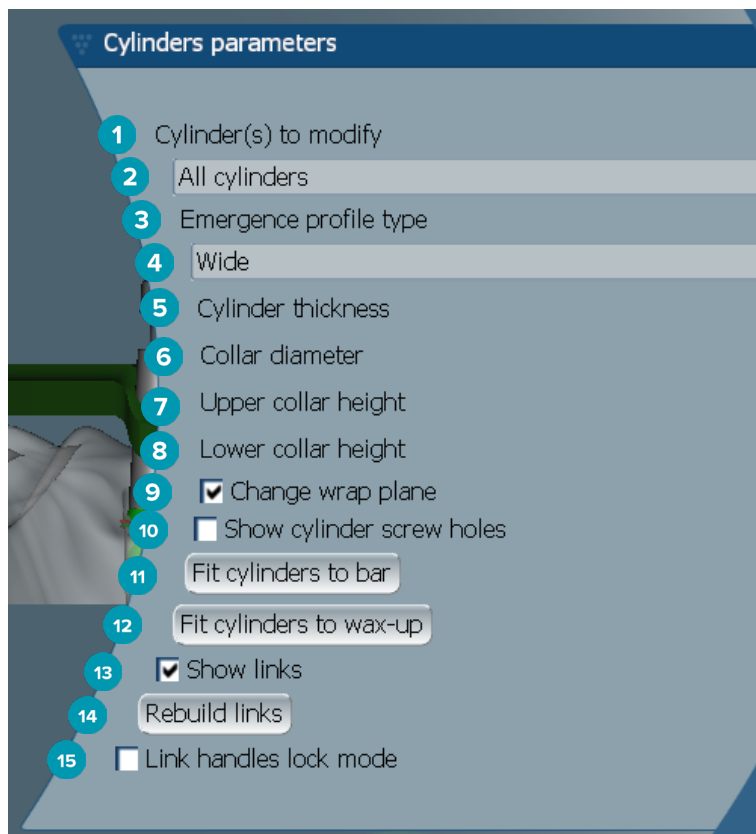 Cylinders parameters
1 Cylinder(s) to modify
2 All cylinders
3 Emergence profile type
4 Wide
5 Cylinder thickness
6 Collar diameter
7 Upper collar height
8 Lower collar height
9 Change wrap plane
10 Show cylinder screw holes
11 Fit cylinders to bar
12 Fit cylinders to wax-up
13 Show links
14 Rebuild links
15 Link handles lock mode